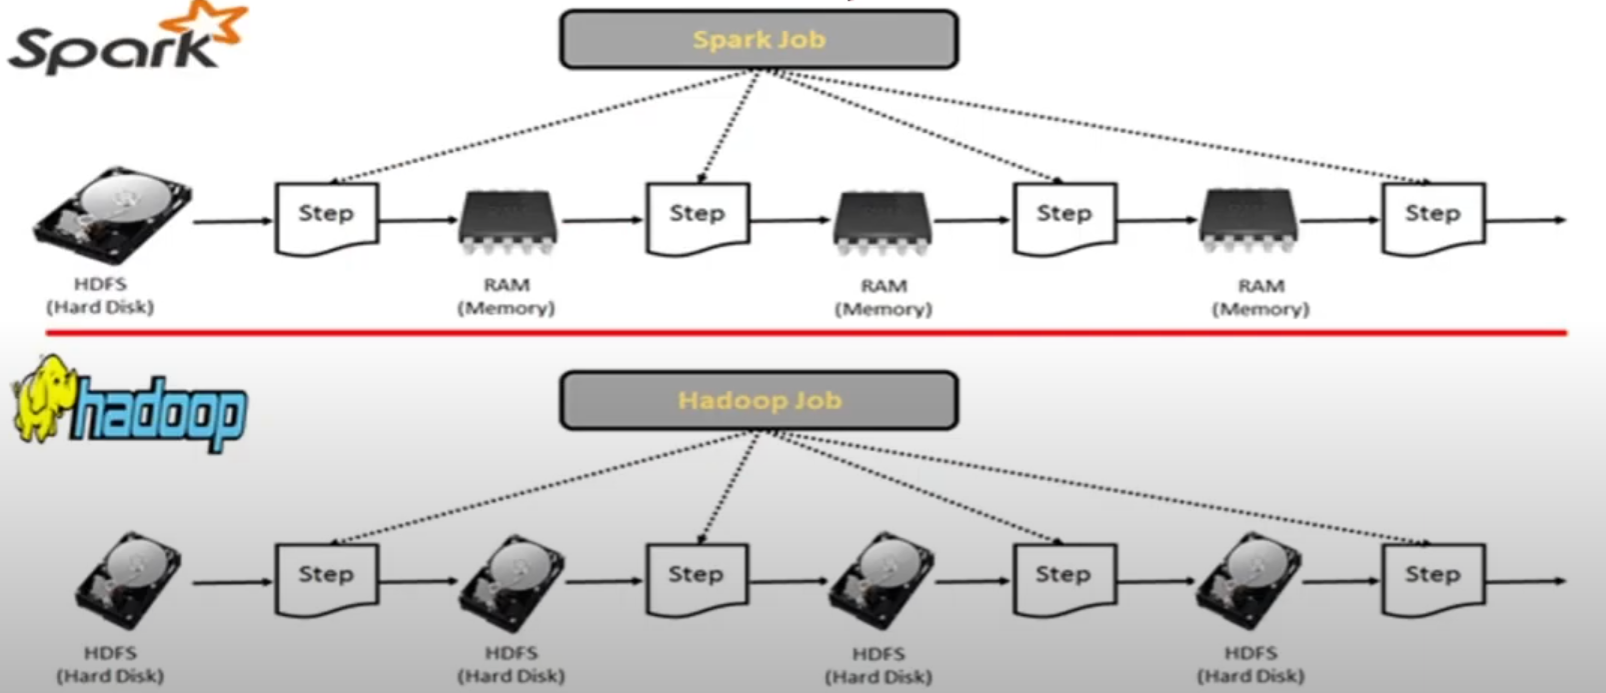 Spark
Spark Job
Step
Step
Step
Step
HDFS
(Hard Disk)
RAM
(Memory)
RAM
(Memory)
RAM
(Memory)
hadoop
Hadoop Job
Step
Step
Step
Step
HDFS
(Hard Disk)
HDFS
(Hard Disk)
HDFS
(Hard Disk)
HDFS
(Hard Disk)